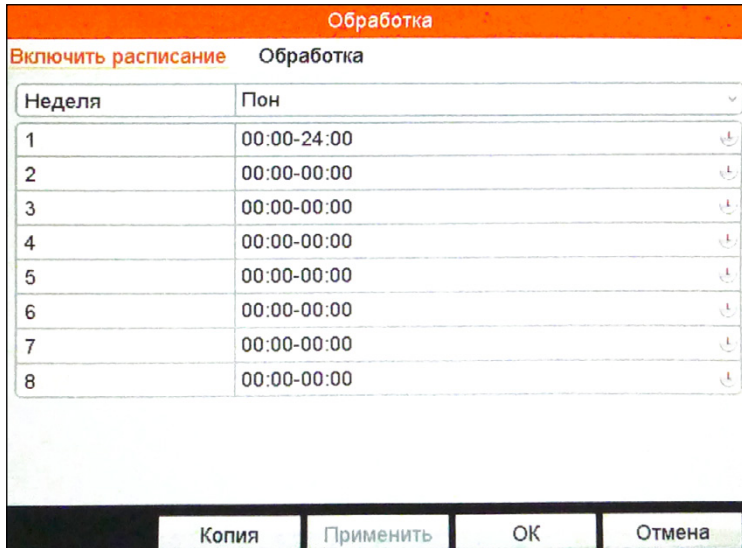 Обработка
Включить расписание Обработка
Неделя Пон
1 00:00-24:00
2 00:00-00:00
3 00:00-00:00
4 00:00-00:00
5 00:00-00:00
6 00:00-00:00
7 00:00-00:00
8 00:00-00:00
Копия Применить ОК Отмена